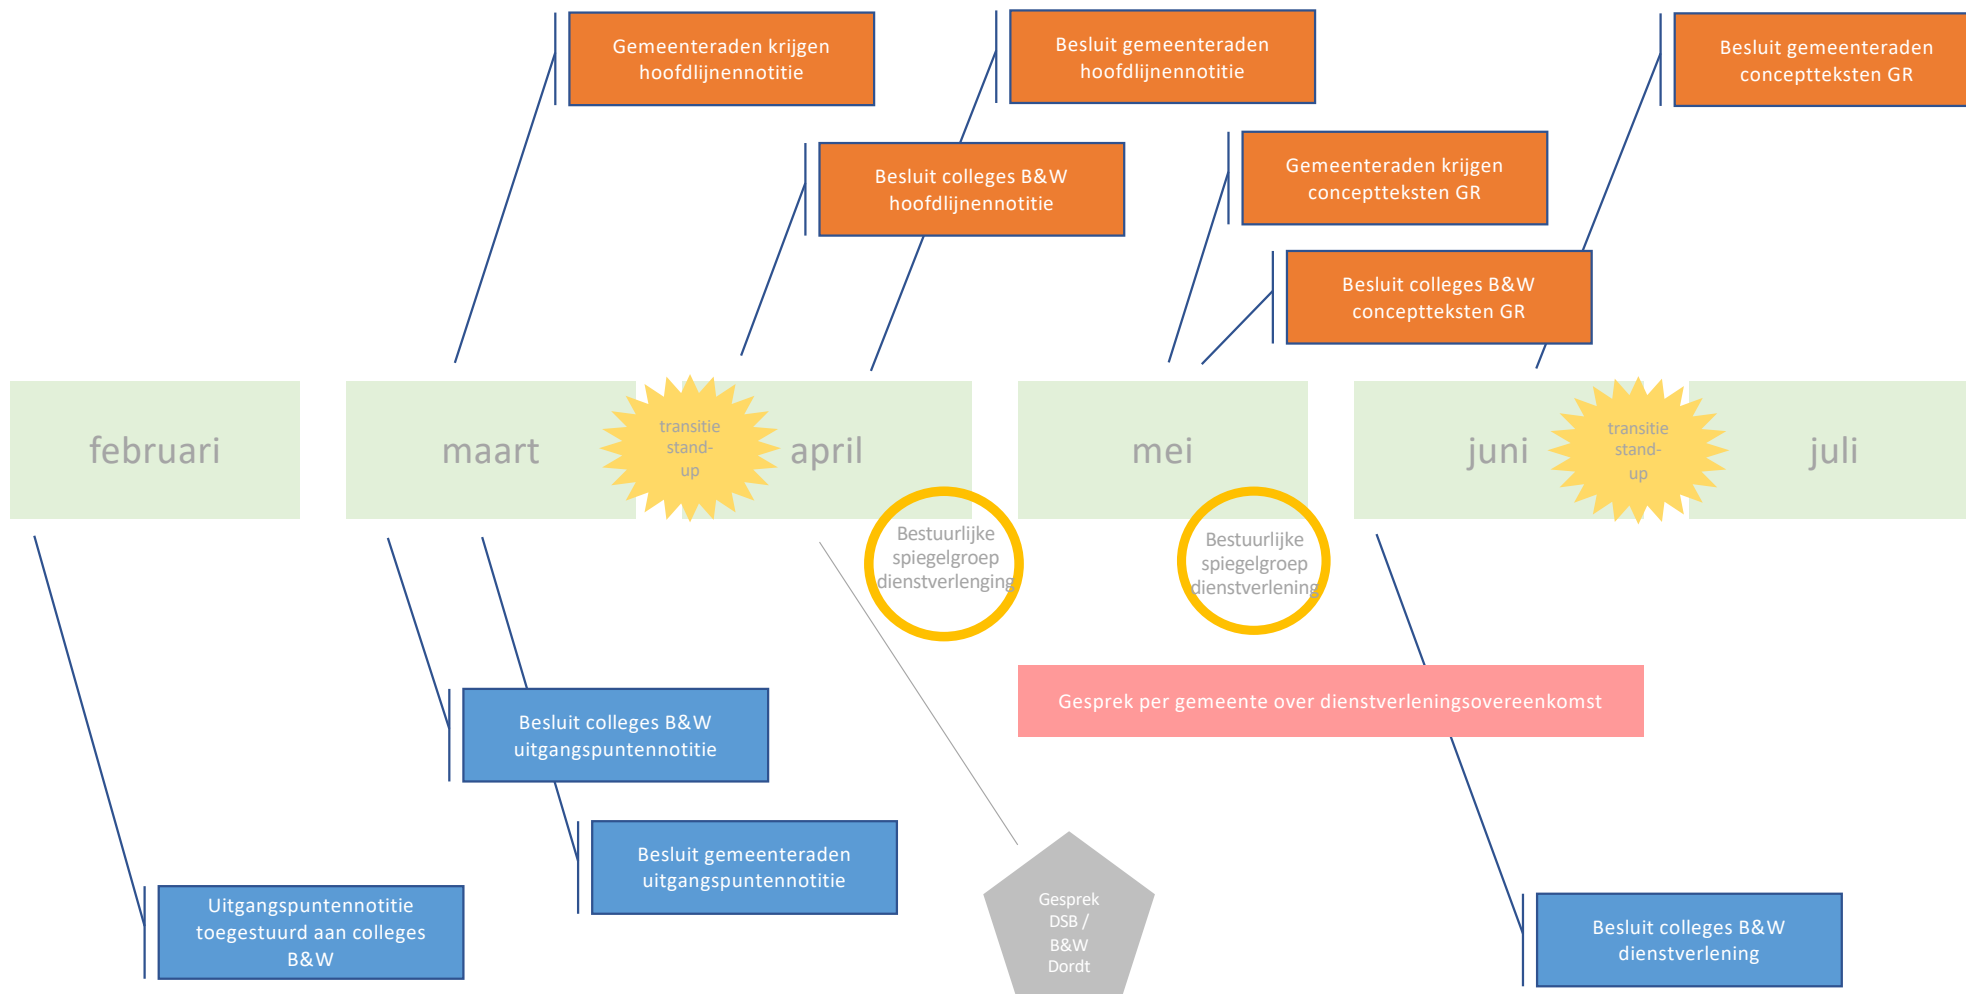 Gemeenteraden krijgen
hoofdlijnennotitie
Besluit gemeenteraden
hoofdlijnennotitie
Besluit gemeenteraden
conceptteksten GR
Besluit colleges B&W
hoofdlijnennotitie
Gemeenteraden krijgen
conceptteksten GR
Besluit colleges B&W
conceptteksten GR
februari
maart
transitie
stand-
up
april
mei
juni
transitie
stand-
up
juli
Bestuurlijke
spiegelgroep
dienstverlenging
Bestuurlijke
spiegelgroep
dienstverlening
Gesprek per gemeente over dienstverleningsovereenkomst
Besluit colleges B&W
uitgangspuntennotitie
Besluit gemeenteraden
uitgangspuntennotitie
Uitgangspuntennotitie
toegestuurd aan colleges
B&W
Gesprek
DSB /
B&W
Dordt
Besluit colleges B&W
dienstverlening